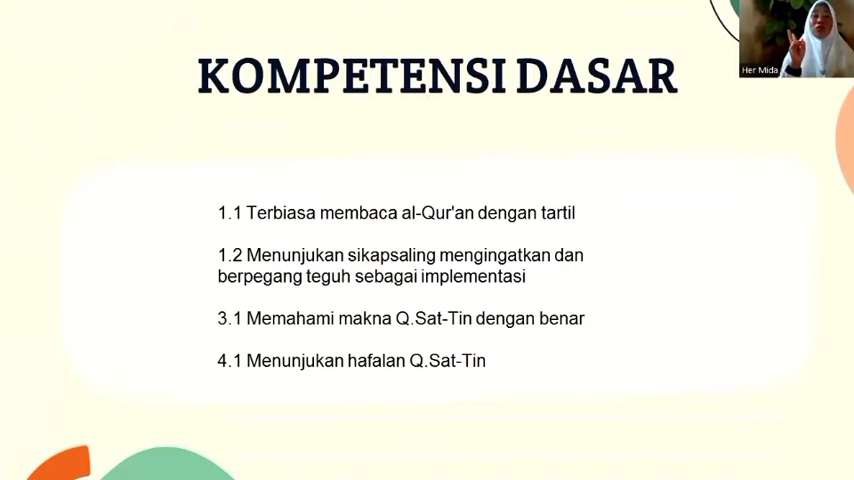 KOMPETENSI DASAR
Her Mida
1.1 Terbiasa membaca al-Qur'an dengan tartil
1.2 Menunjukan sikapsaling mengingatkan dan
berpegang teguh sebagai implementasi
3.1 Memahami makna Q.Sat-Tin dengan benar
4.1 Menunjukan hafalan Q.Sat-Tin